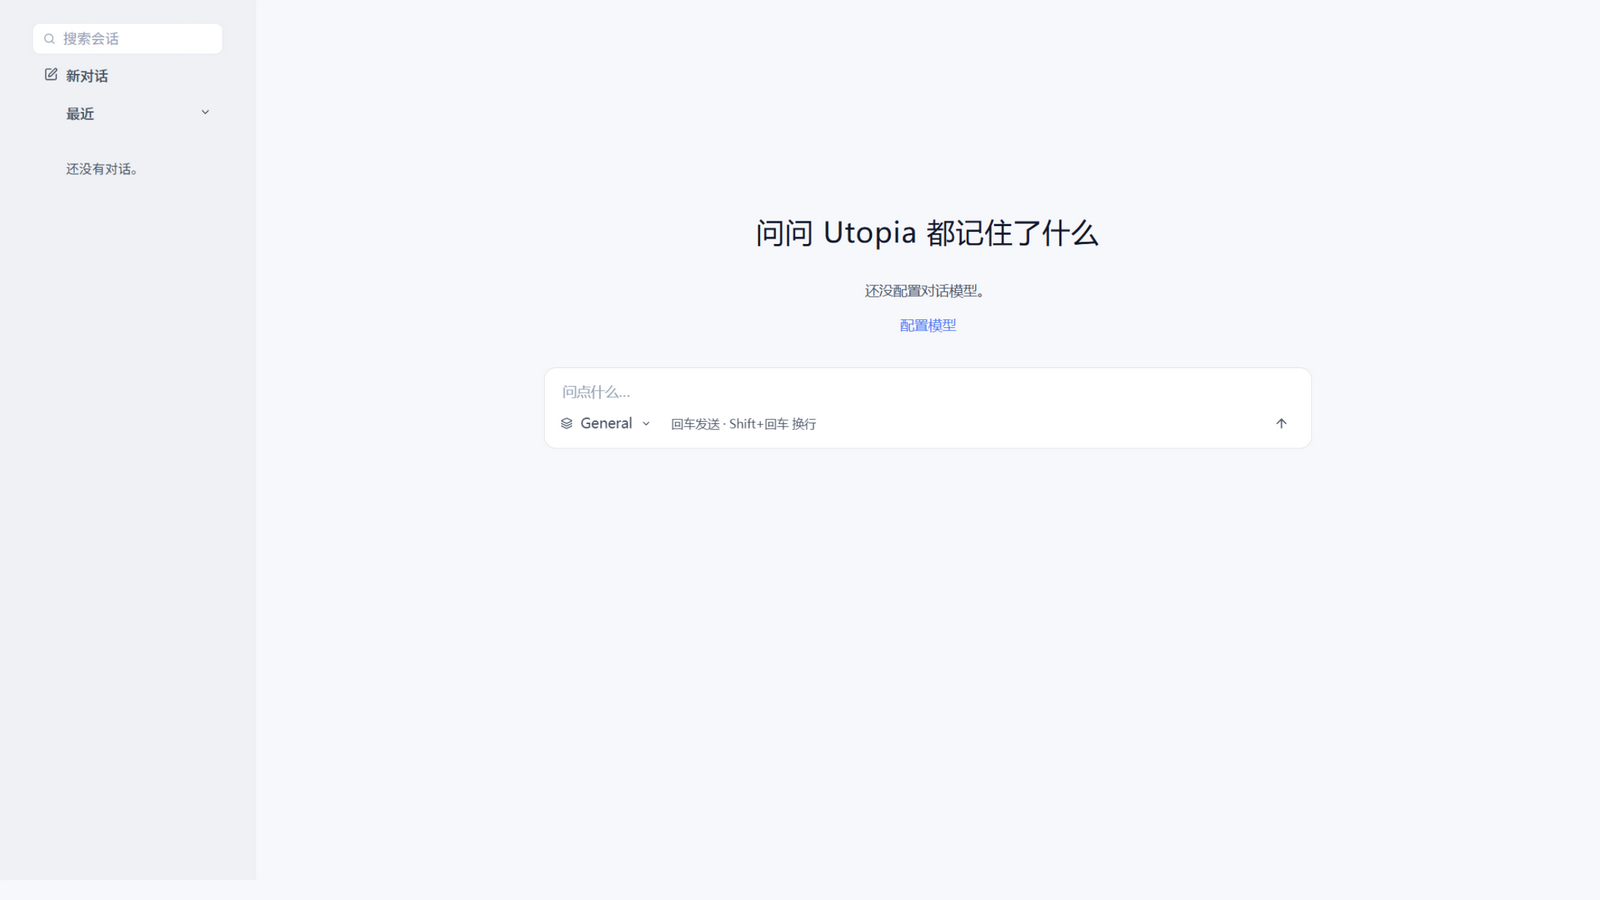 搜索会话
新对话
最近
还没有对话。
问问 Utopia 都记住了什么
还没配置对话模型。
配置模型
问点什么...
General
回车发送 · Shift+回车 换行